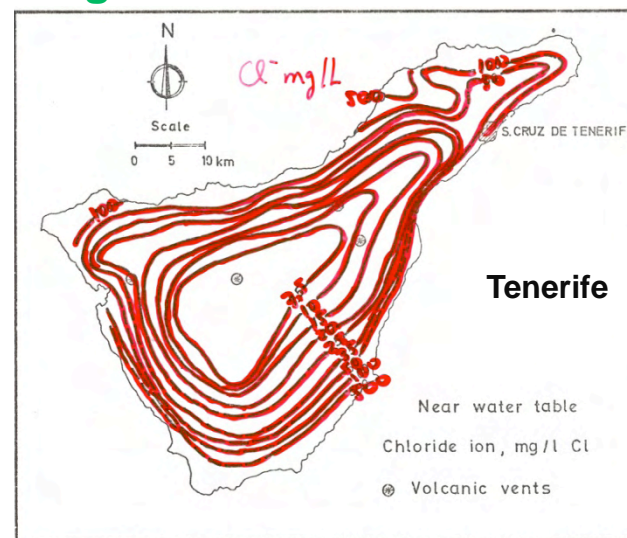 N
Cl⁻ mg/L
100
500
50
Scale
S. CRUZ DE TENERIF
0 5 10 km
100
Tenerife
Near water table
Chloride ion, mg/l Cl
Volcanic vents